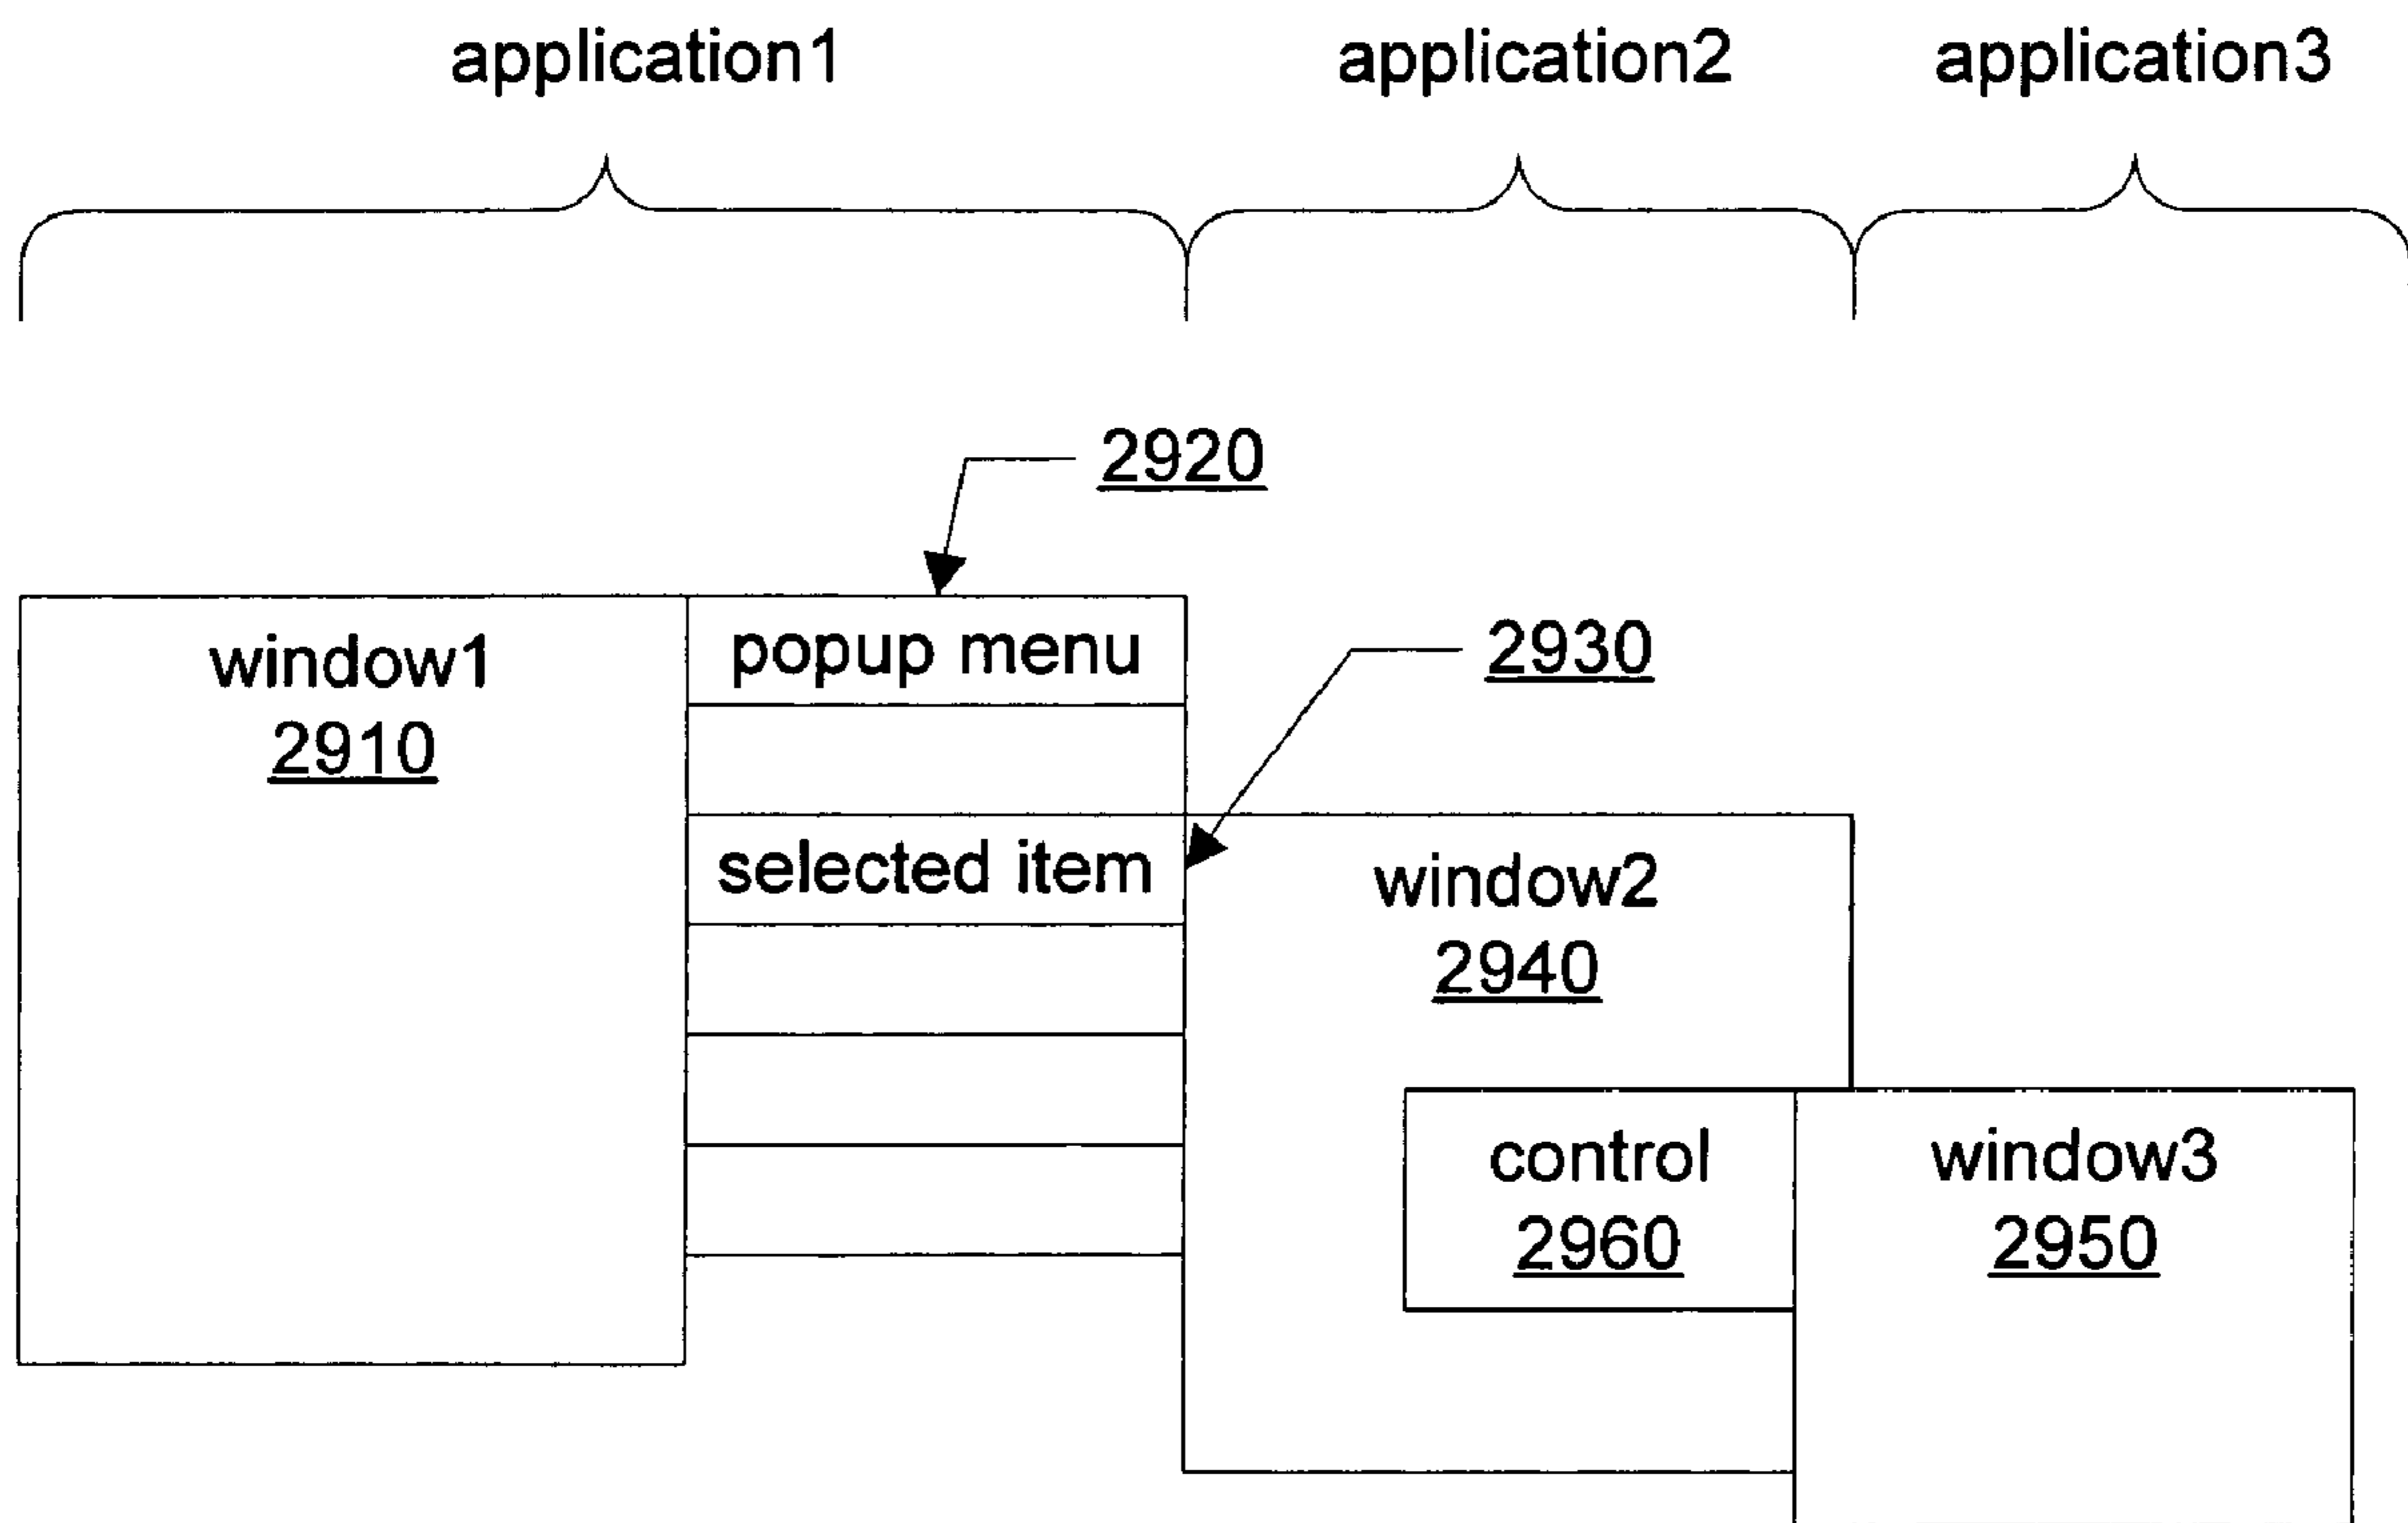 application1 application2 application3
2920
popup menu
2930
window1
2910
selected item
window2
2940
control
2960
window3
2950